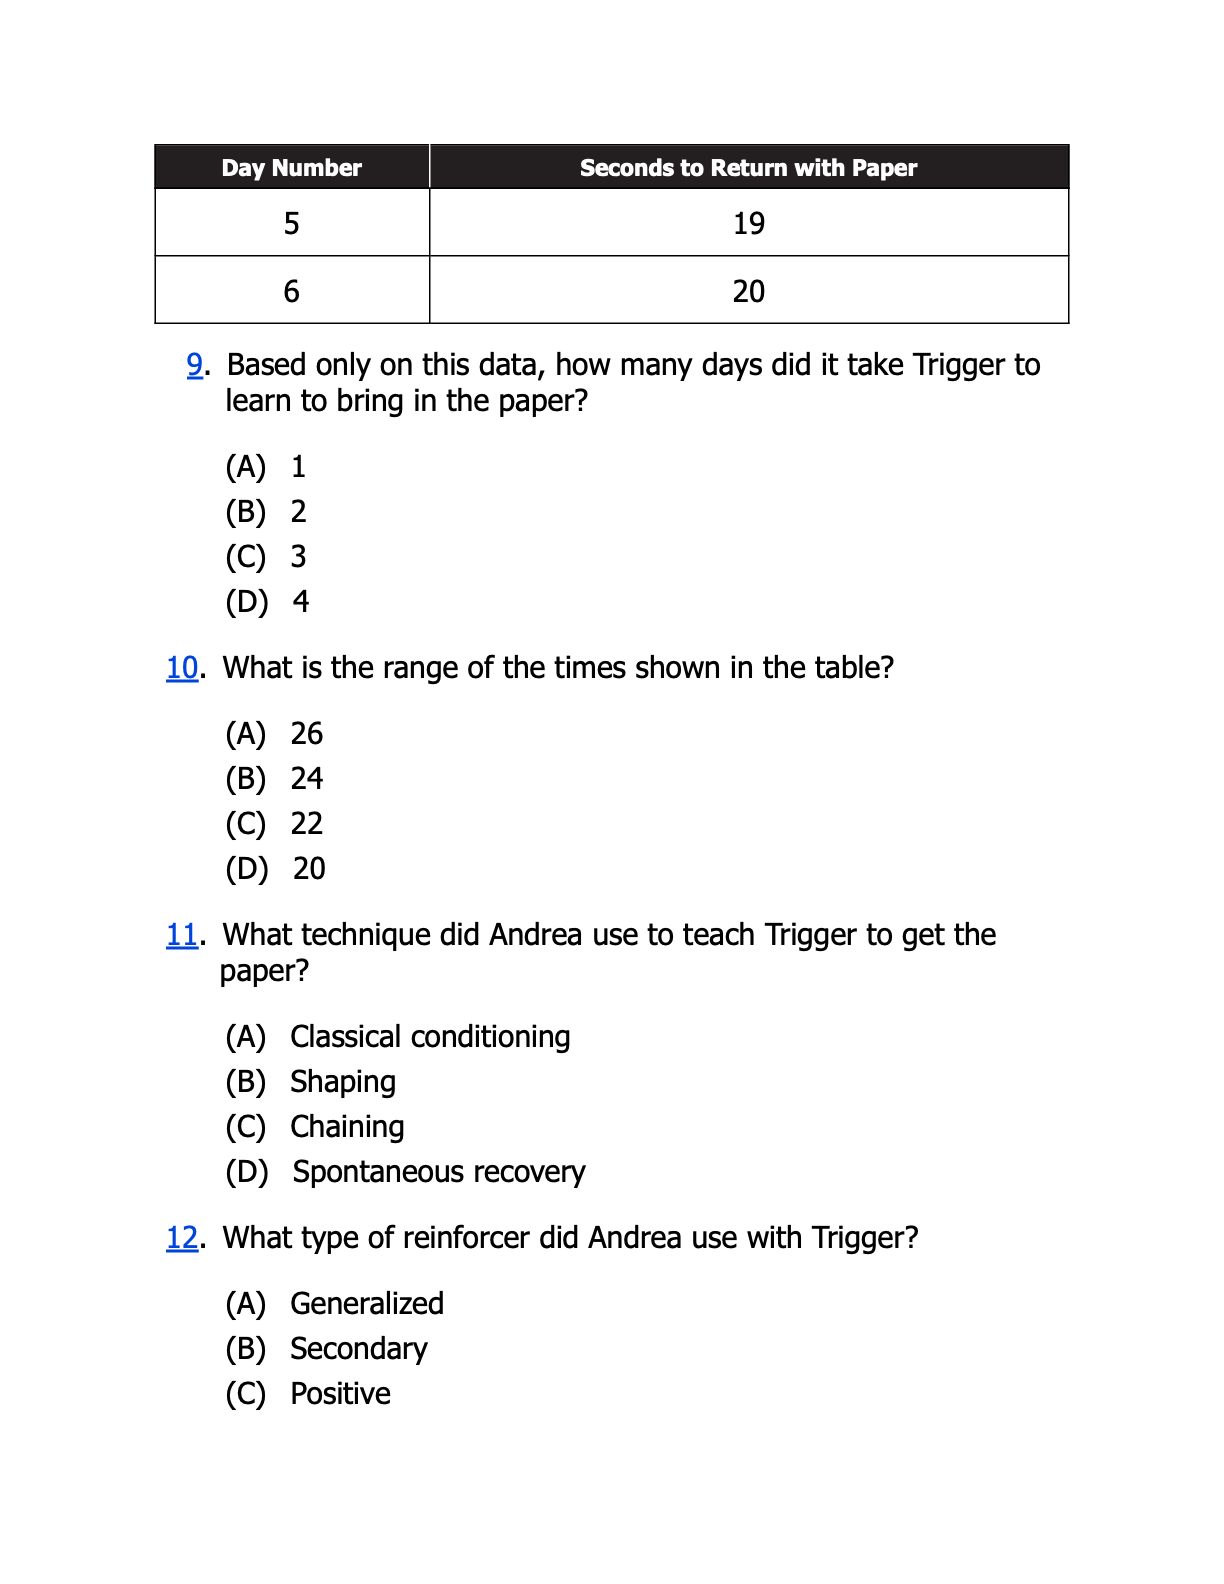 Day Number Seconds to Return with Paper
5 19
6 20
9. Based only on this data, how many days did it take Trigger to
learn to bring in the paper?
(A) 1
(B) 2
(C) 3
(D) 4
10. What is the range of the times shown in the table?
(A) 26
(B) 24
(C) 22
(D) 20
11. What technique did Andrea use to teach Trigger to get the
paper?
(A) Classical conditioning
(B) Shaping
(C) Chaining
(D) Spontaneous recovery
12. What type of reinforcer did Andrea use with Trigger?
(A) Generalized
(B) Secondary
(C) Positive